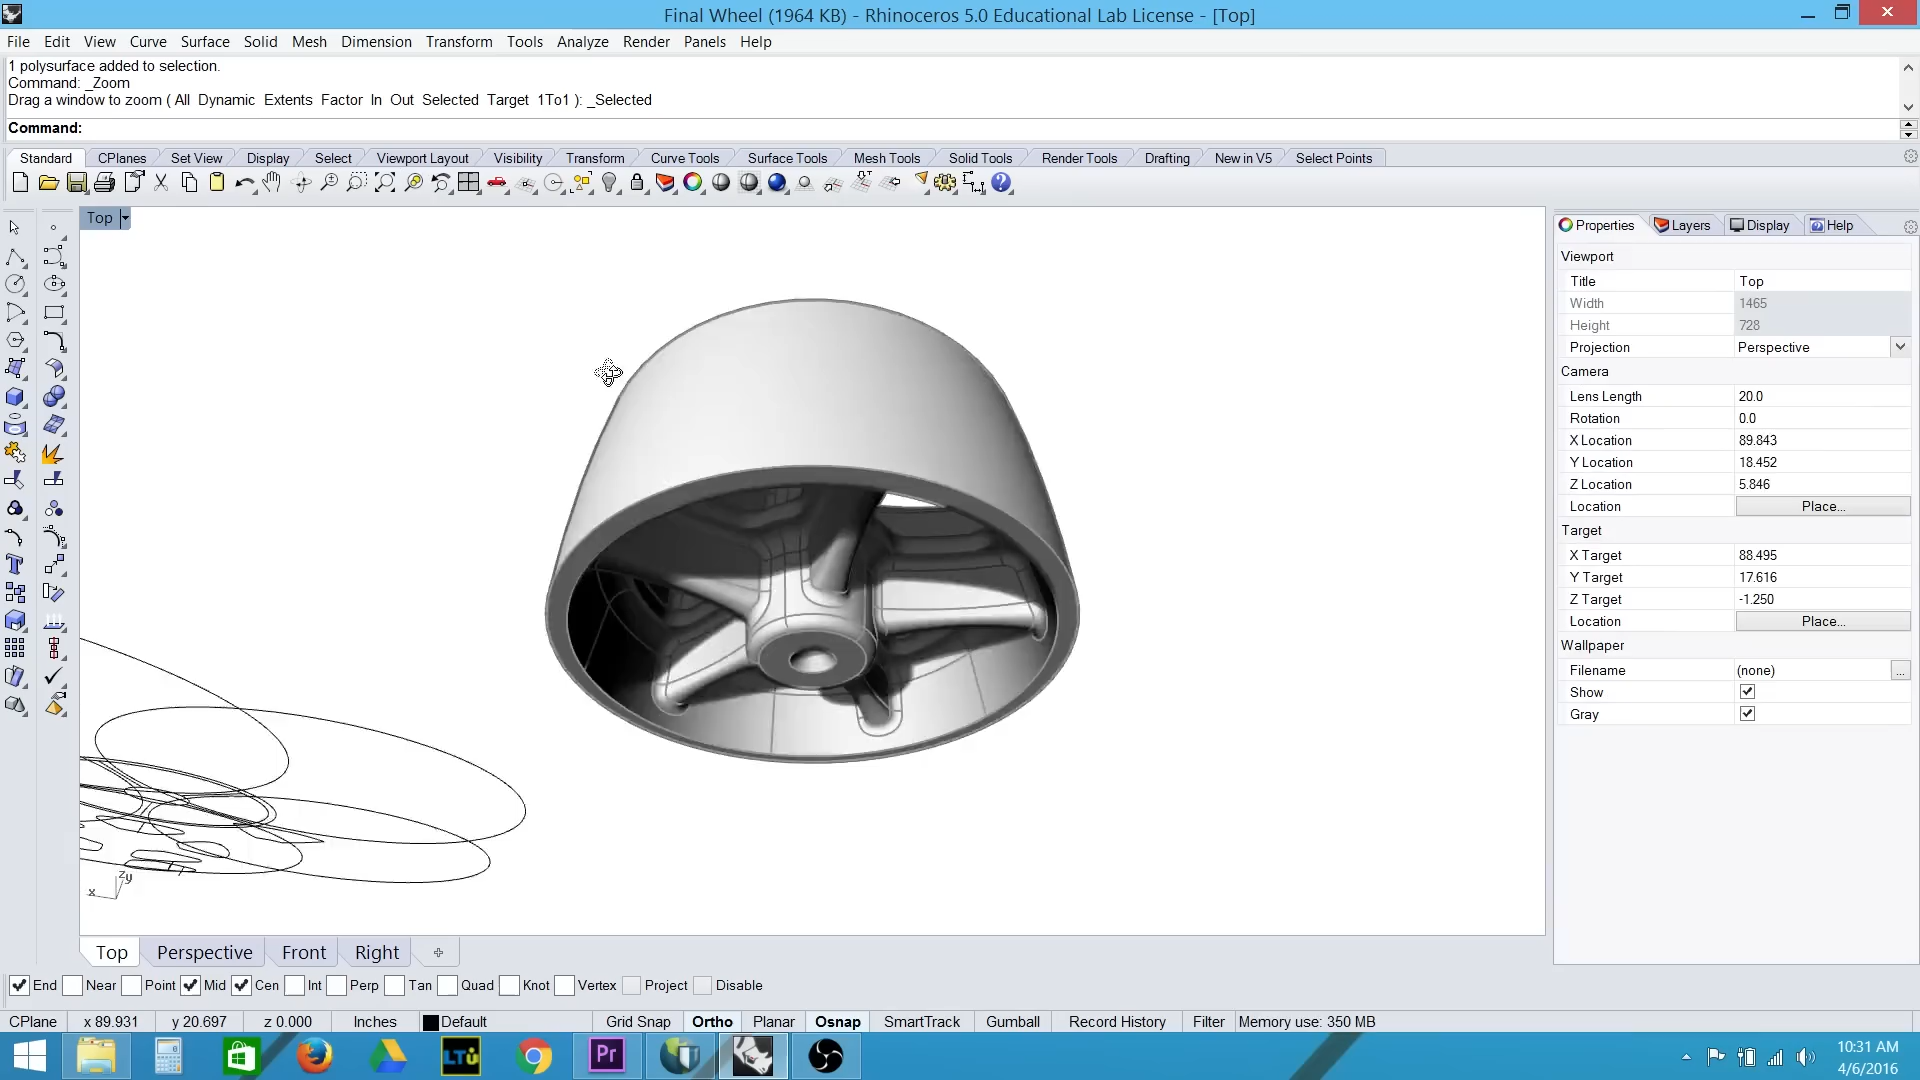 Final Wheel (1964 KB) - Rhinoceros 5.0 Educational Lab License - [Top]
File Edit View Curve Surface Solid Mesh Dimension Transform Tools Analyze Render Panels Help
1 polysurface added to selection.
Command: _Zoom
Drag a window to zoom ( All Dynamic Extents Factor In Out Selected Target 1To1 ): _Selected
Command:
Standard CPlanes Set View Display Select Viewport Layout Visibility Transform Curve Tools Surface Tools Mesh Tools Solid Tools Render Tools Drafting New in V5 Select Points
Top
Properties Layers Display Help
Viewport
Title Top
Width 1465
Height 728
Projection Perspective
Camera
Lens Length 20.0
Rotation 0.0
X Location 89.843
Y Location 18.452
Z Location 5.846
Location Place...
Target
X Target 88.495
Y Target 17.616
Z Target -1.250
Location Place...
Wallpaper
Filename (none) ...
Show
Gray
x z y
Top Perspective Front Right
End Near Point Mid Cen Int Perp Tan Quad Knot Vertex Project Disable
CPlane x 89.931 y 20.697 z 0.000 Inches Default Grid Snap Ortho Planar Osnap SmartTrack Gumball Record History Filter Memory use: 350 MB
LTU Pr
10:31 AM
4/6/2016